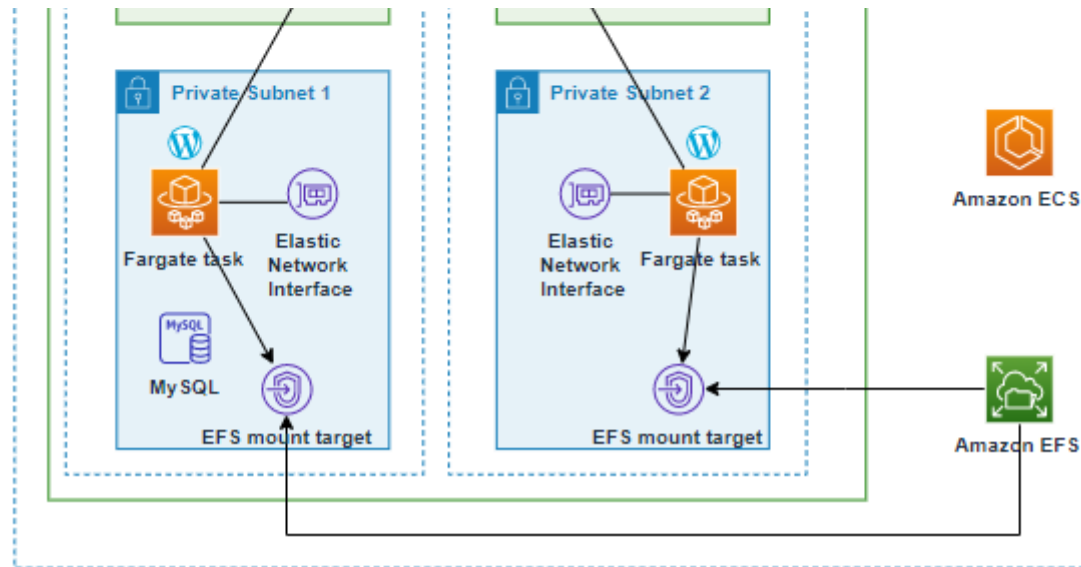 Private Subnet 1
Fargate task
Elastic
Network
Interface
MySQL
My SQL
EFS mount target
Private Subnet 2
Elastic
Network
Interface
Fargate task
EFS mount target
Amazon ECS
Amazon EFS